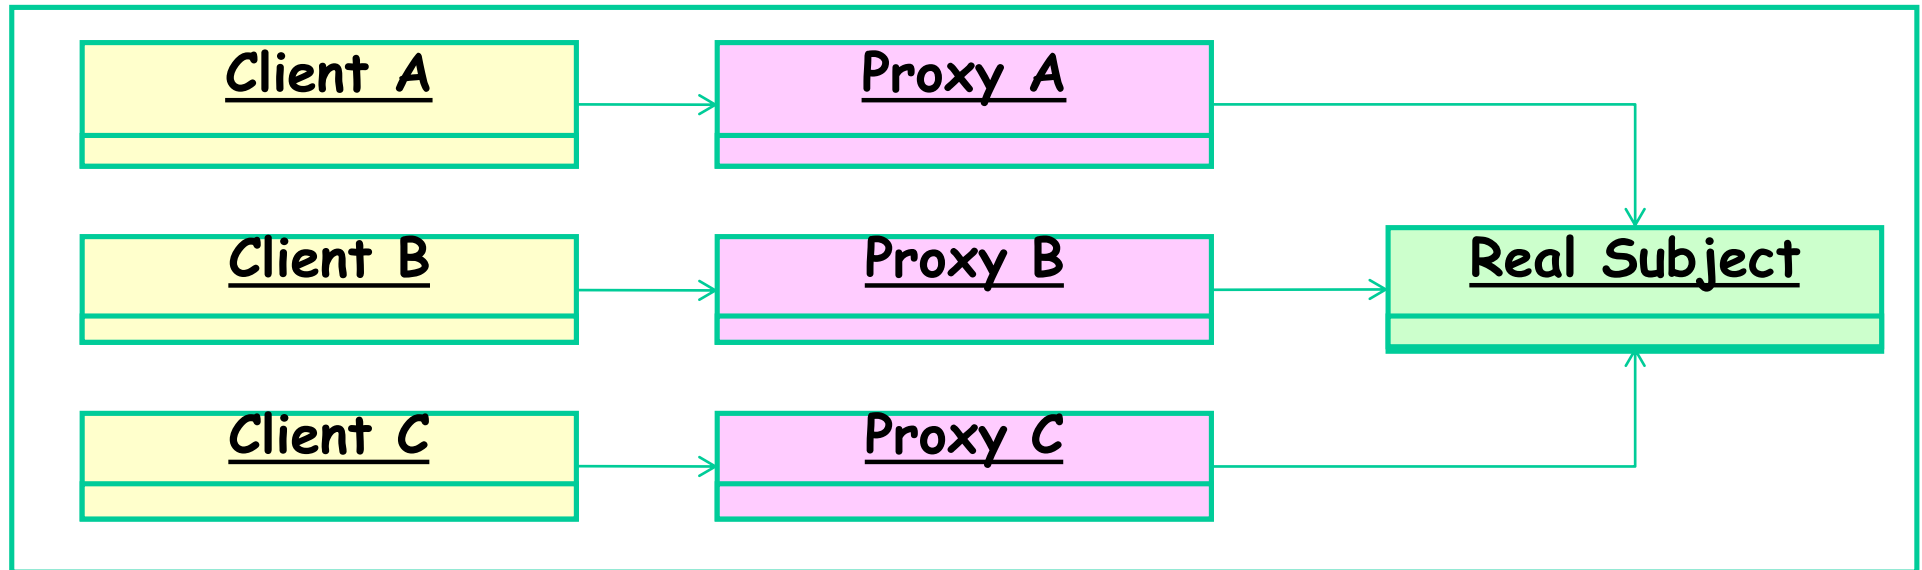 Client A
Proxy A
Client B
Proxy B
Real Subject
Client C
Proxy C